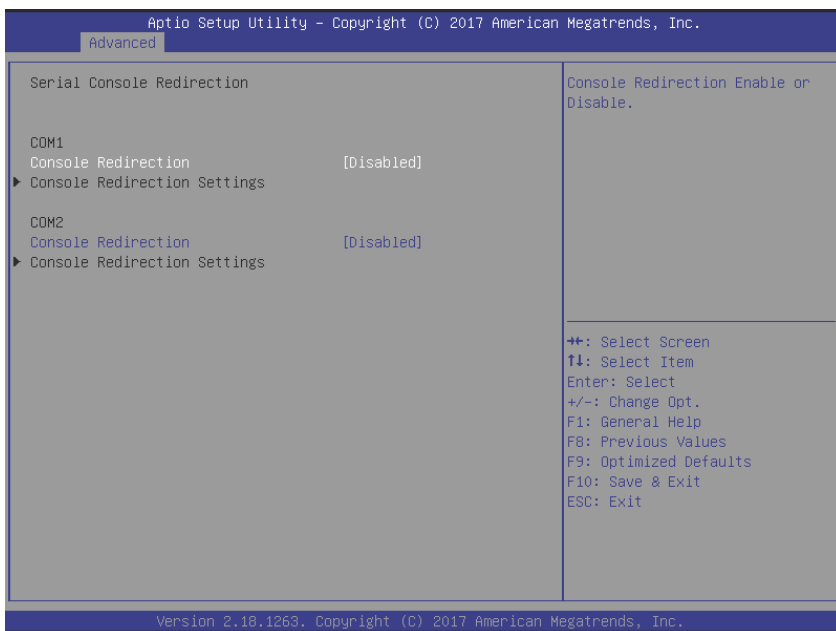 Aptio Setup Utility – Copyright (C) 2017 American Megatrends, Inc.
Advanced
Serial Console Redirection
COM1
Console Redirection [Disabled]
Console Redirection Settings
COM2
Console Redirection [Disabled]
Console Redirection Settings
Console Redirection Enable or
Disable.
→←: Select Screen
↑↓: Select Item
Enter: Select
+/-: Change Opt.
F1: General Help
F8: Previous Values
F9: Optimized Defaults
F10: Save & Exit
ESC: Exit
Version 2.18.1263. Copyright (C) 2017 American Megatrends, Inc.